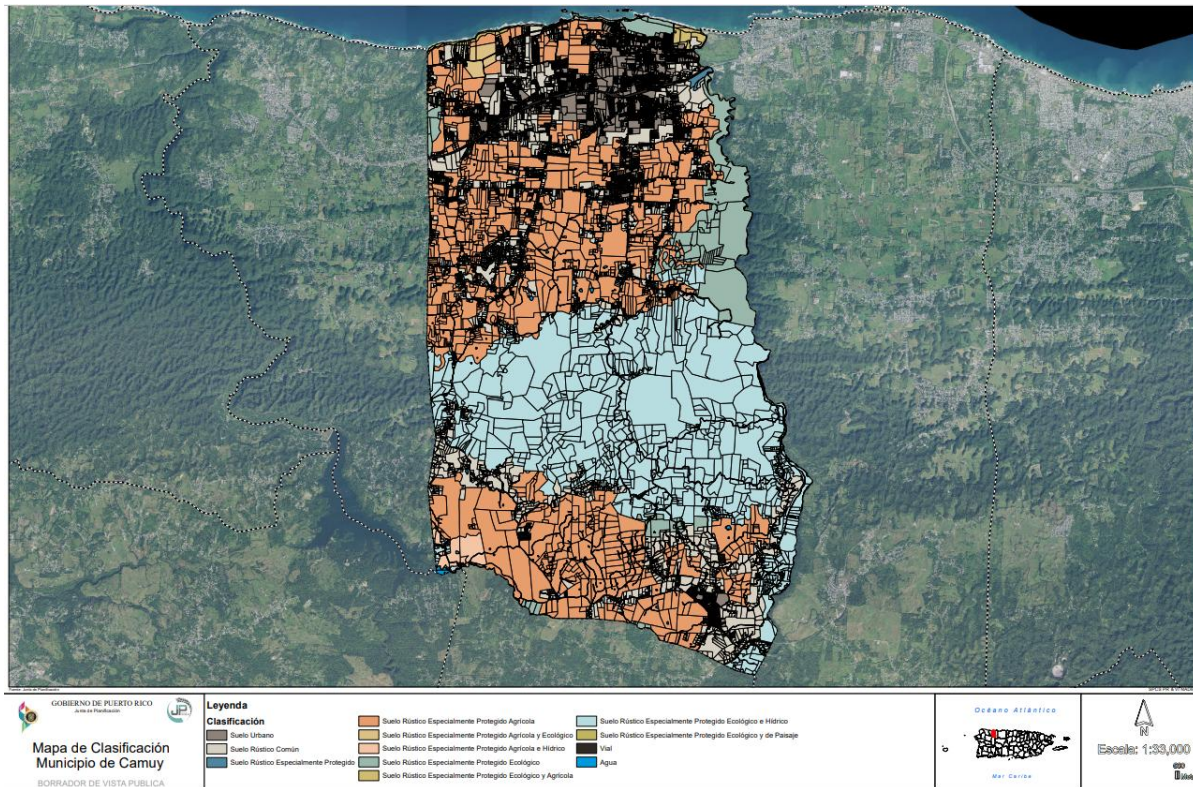 Fuente: Junta de Planificación
GOBIERNO DE PUERTO RICO
Junta de Planificación
JP
Mapa de Clasificación
Municipio de Camuy
BORRADOR DE VISTA PUBLICA
Leyenda
Clasificación
Suelo Urbano
Suelo Rústico Común
Suelo Rústico Especialmente Protegido
Suelo Rústico Especialmente Protegido Agrícola
Suelo Rústico Especialmente Protegido Agrícola y Ecológico
Suelo Rústico Especialmente Protegido Agrícola e Hídrico
Suelo Rústico Especialmente Protegido Ecológico
Suelo Rústico Especialmente Protegido Ecológico y Agrícola
Suelo Rústico Especialmente Protegido Ecológico e Hídrico
Suelo Rústico Especialmente Protegido Ecológico y de Paisaje
Vial
Agua
Océano Atlántico
Mar Caribe
N
Escala: 1:33,000